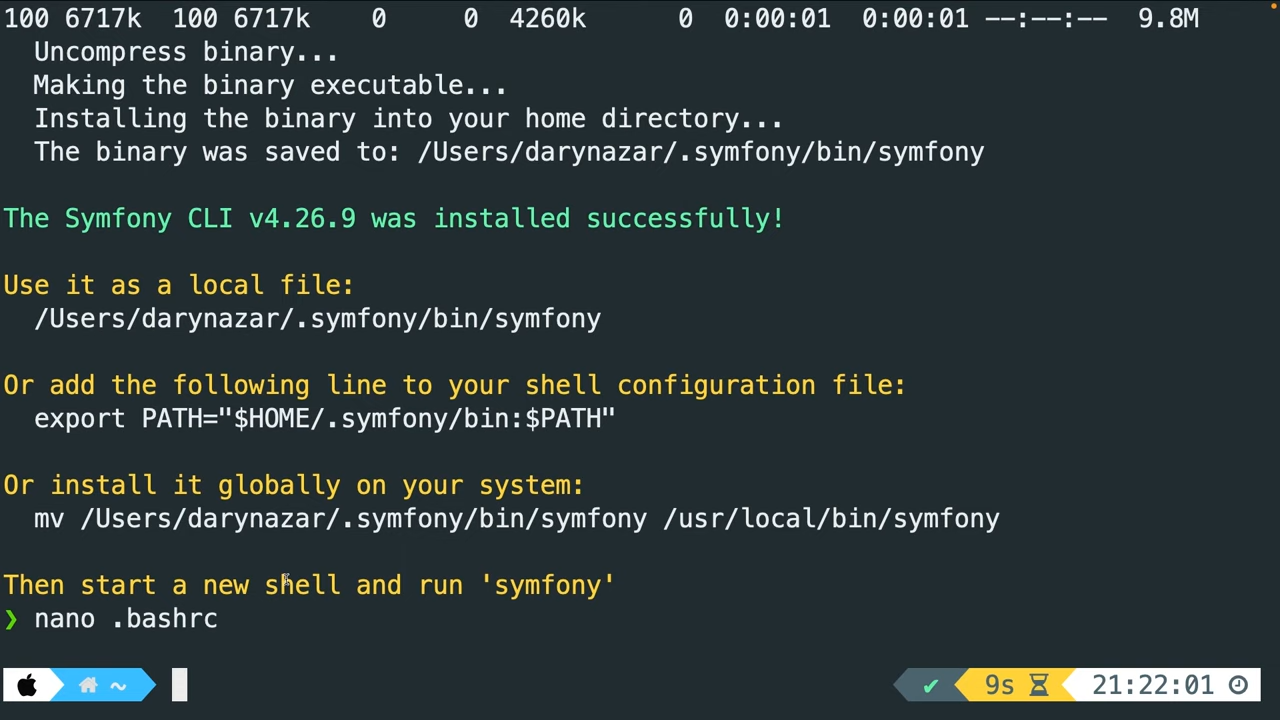 100 6717k  100 6717k    0     0  4260k      0  0:00:01  0:00:01 --:--:--  9.8M
  Uncompress binary...
  Making the binary executable...
  Installing the binary into your home directory...
  The binary was saved to: /Users/darynazar/.symfony/bin/symfony
The Symfony CLI v4.26.9 was installed successfully!
Use it as a local file:
  /Users/darynazar/.symfony/bin/symfony
Or add the following line to your shell configuration file:
  export PATH="$HOME/.symfony/bin:$PATH"
Or install it globally on your system:
  mv /Users/darynazar/.symfony/bin/symfony /usr/local/bin/symfony
Then start a new shell and run 'symfony'
❯ nano .bashrc
~ ✔ 9s 21:22:01